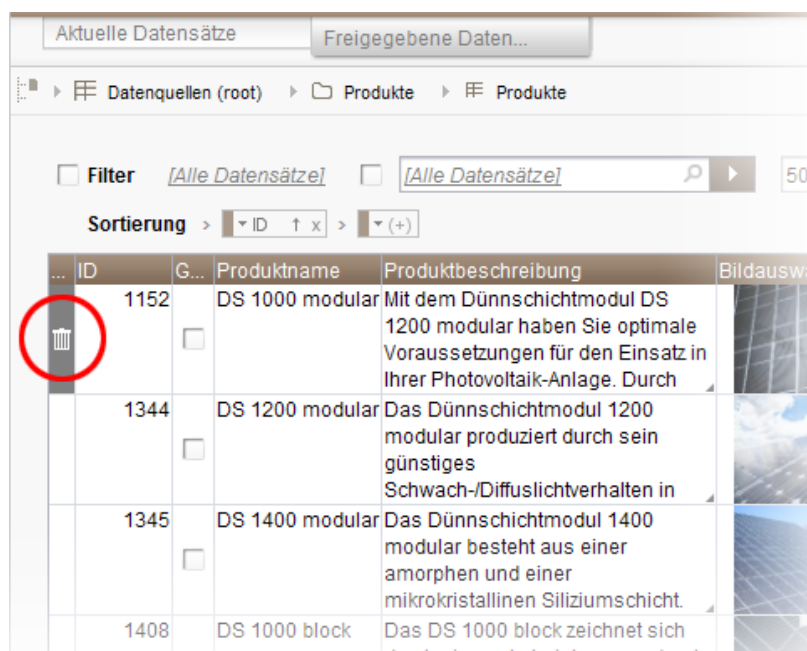 Aktuelle Datensätze
Freigegebene Daten...
Datenquellen (root) Produkte Produkte
Filter [Alle Datensätze] [Alle Datensätze] 50
Sortierung > ID ↑ x > (+)
... ID G... Produktname Produktbeschreibung Bildauswa
1152 DS 1000 modular Mit dem Dünnschichtmodul DS
1200 modular haben Sie optimale
Voraussetzungen für den Einsatz in
Ihrer Photovoltaik-Anlage. Durch
1344 DS 1200 modular Das Dünnschichtmodul 1200
modular produziert durch sein
günstiges
Schwach-/Diffuslichtverhalten in
1345 DS 1400 modular Das Dünnschichtmodul 1400
modular besteht aus einer
amorphen und einer
mikrokristallinen Siliziumschicht.
1408 DS 1000 block Das DS 1000 block zeichnet sich